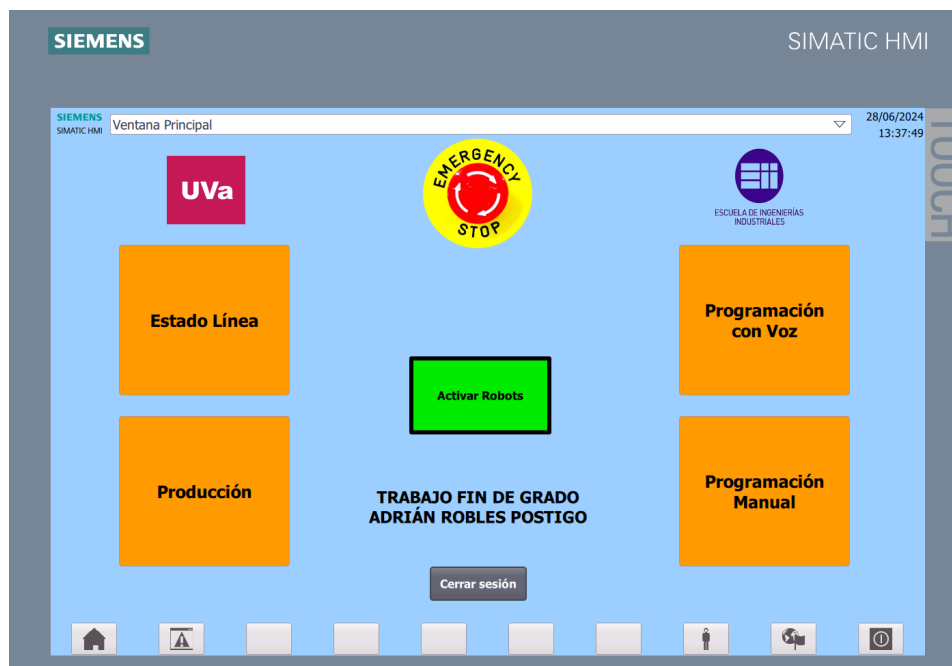 SIEMENS
SIMATIC HMI
SIEMENS
SIMATIC HMI
Ventana Principal
28/06/2024
13:37:49
TOUCH
UVa
EMERGENCY
STOP
ESCUELA DE INGENIERÍAS
INDUSTRIALES
Estado Línea
Programación
con Voz
Activar Robots
Producción
Programación
Manual
TRABAJO FIN DE GRADO
ADRIÁN ROBLES POSTIGO
Cerrar sesión